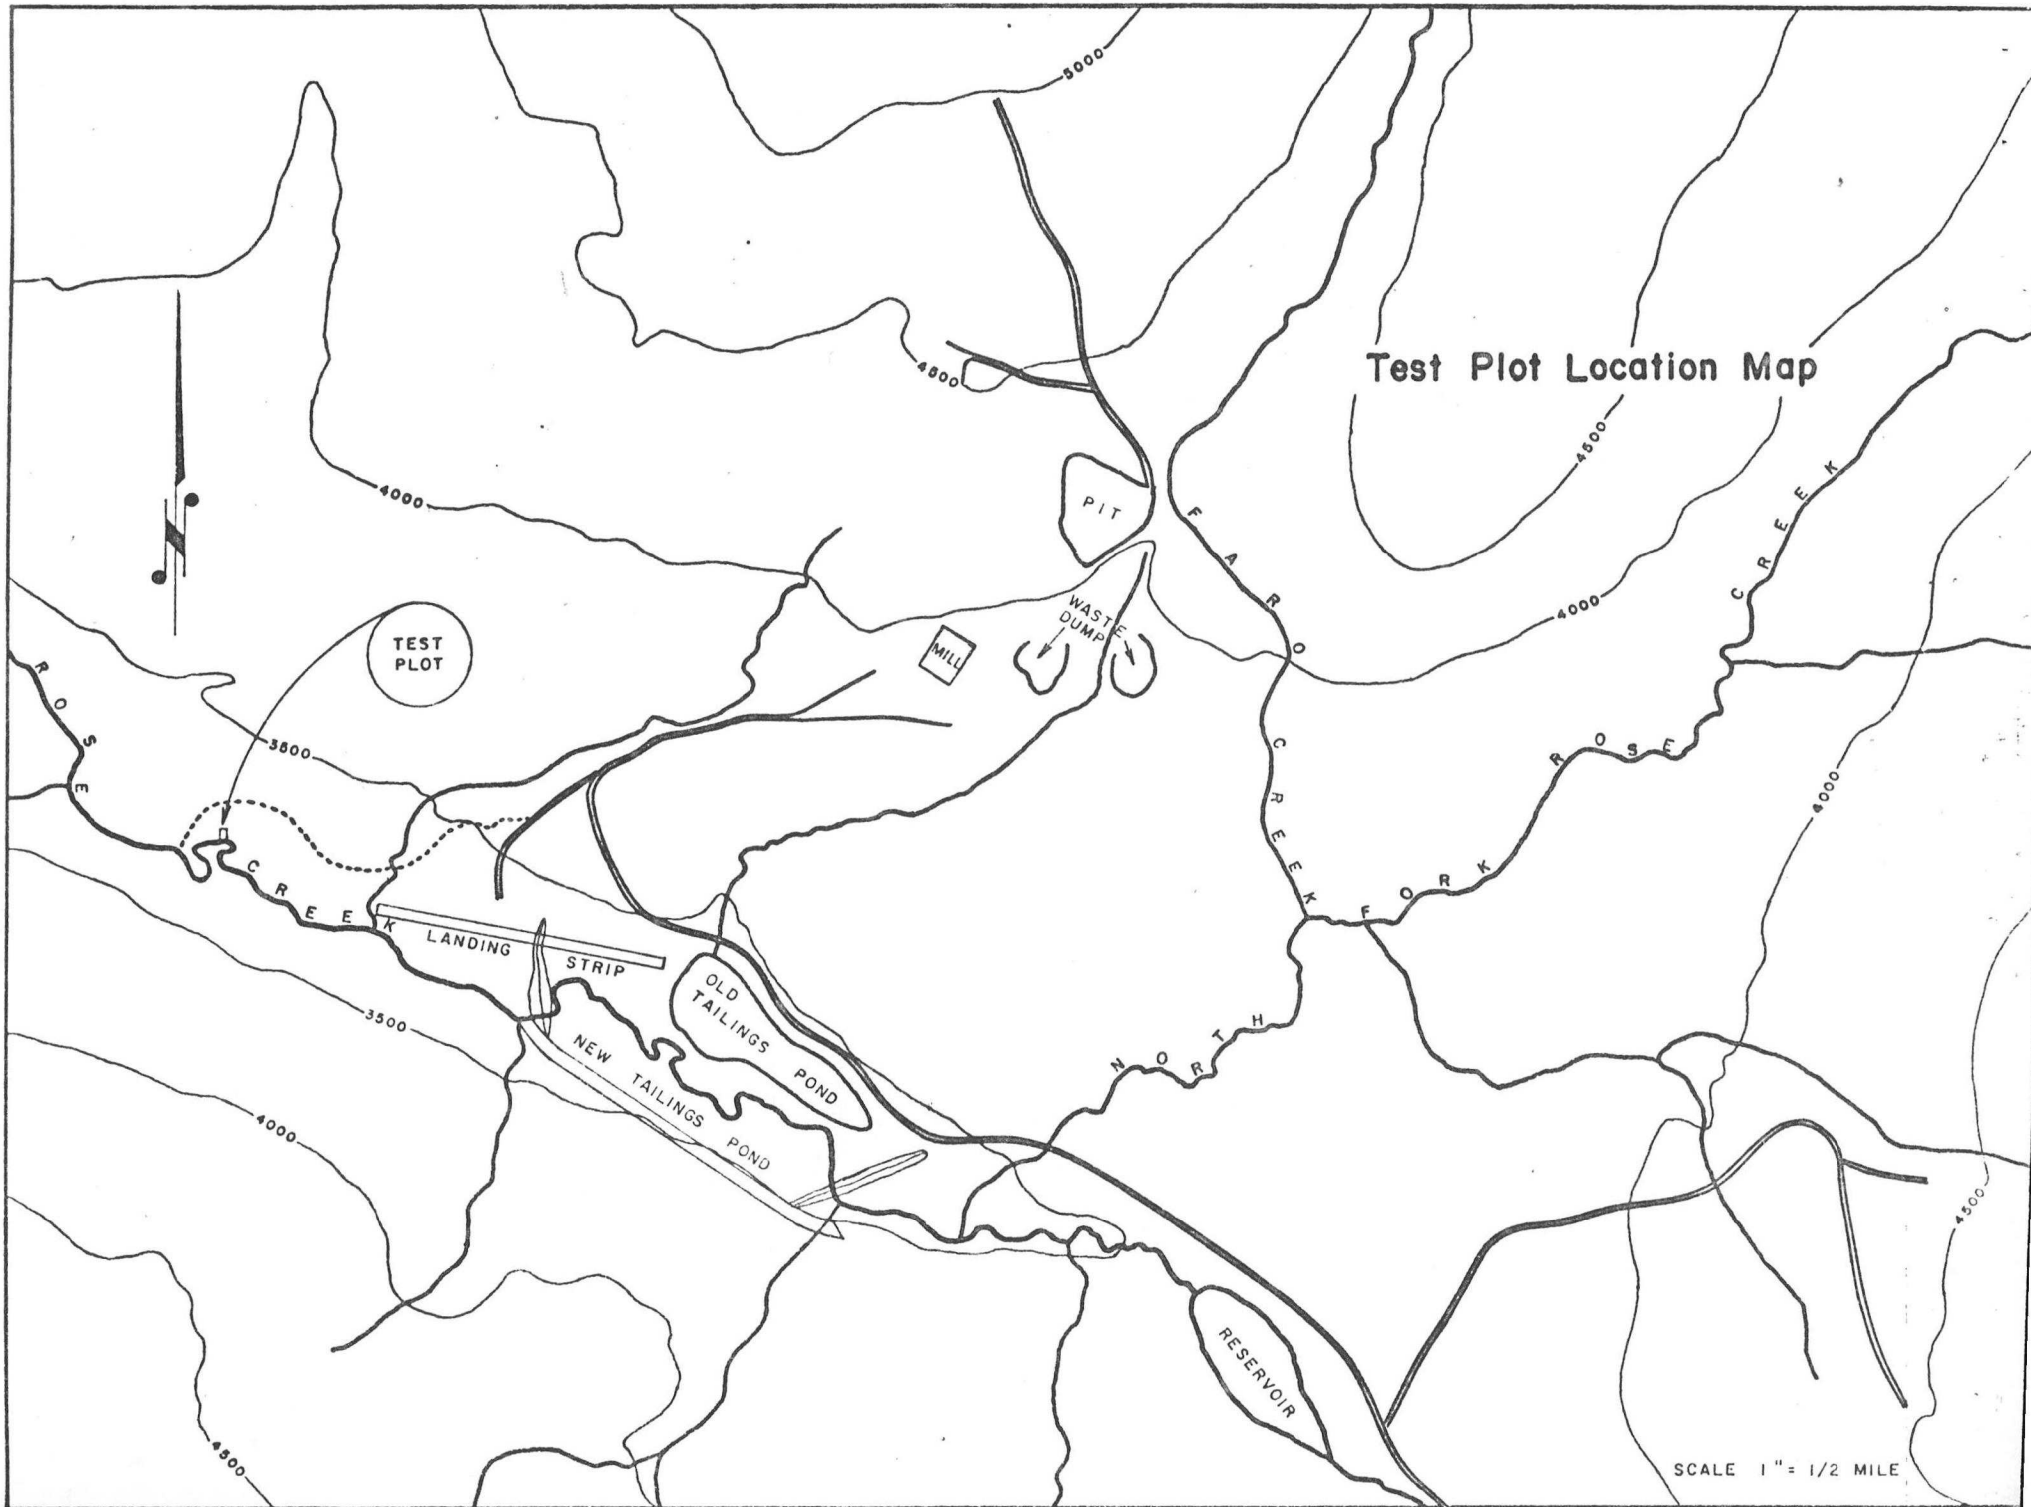 5000
Test Plot Location Map
4500
4500
4000
PIT
FARO CREEK
4000
WASTE
DUMP
MILL
TEST
PLOT
ROSE CREEK
3500
4000
NORTH FORK ROSE CREEK
LANDING STRIP
OLD
TAILINGS
POND
NEW TAILINGS POND
3500
4000
4500
RESERVOIR
4500
SCALE 1" = 1/2 MILE